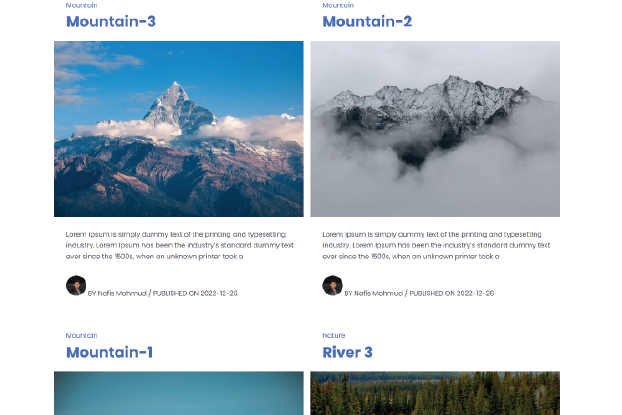 Mountain
Mountain-3
Lorem Ipsum is simply dummy text of the printing and typesetting
industry. Lorem Ipsum has been the industry's standard dummy text
ever since the 1500s, when an unknown printer took a
BY Nafis Mahmud / PUBLISHED ON 2022-12-26
Mountain
Mountain-2
Lorem Ipsum is simply dummy text of the printing and typesetting
industry. Lorem Ipsum has been the industry's standard dummy text
ever since the 1500s, when an unknown printer took a
BY Nafis Mahmud / PUBLISHED ON 2022-12-26
Mountain
Mountain-1
Nature
River 3